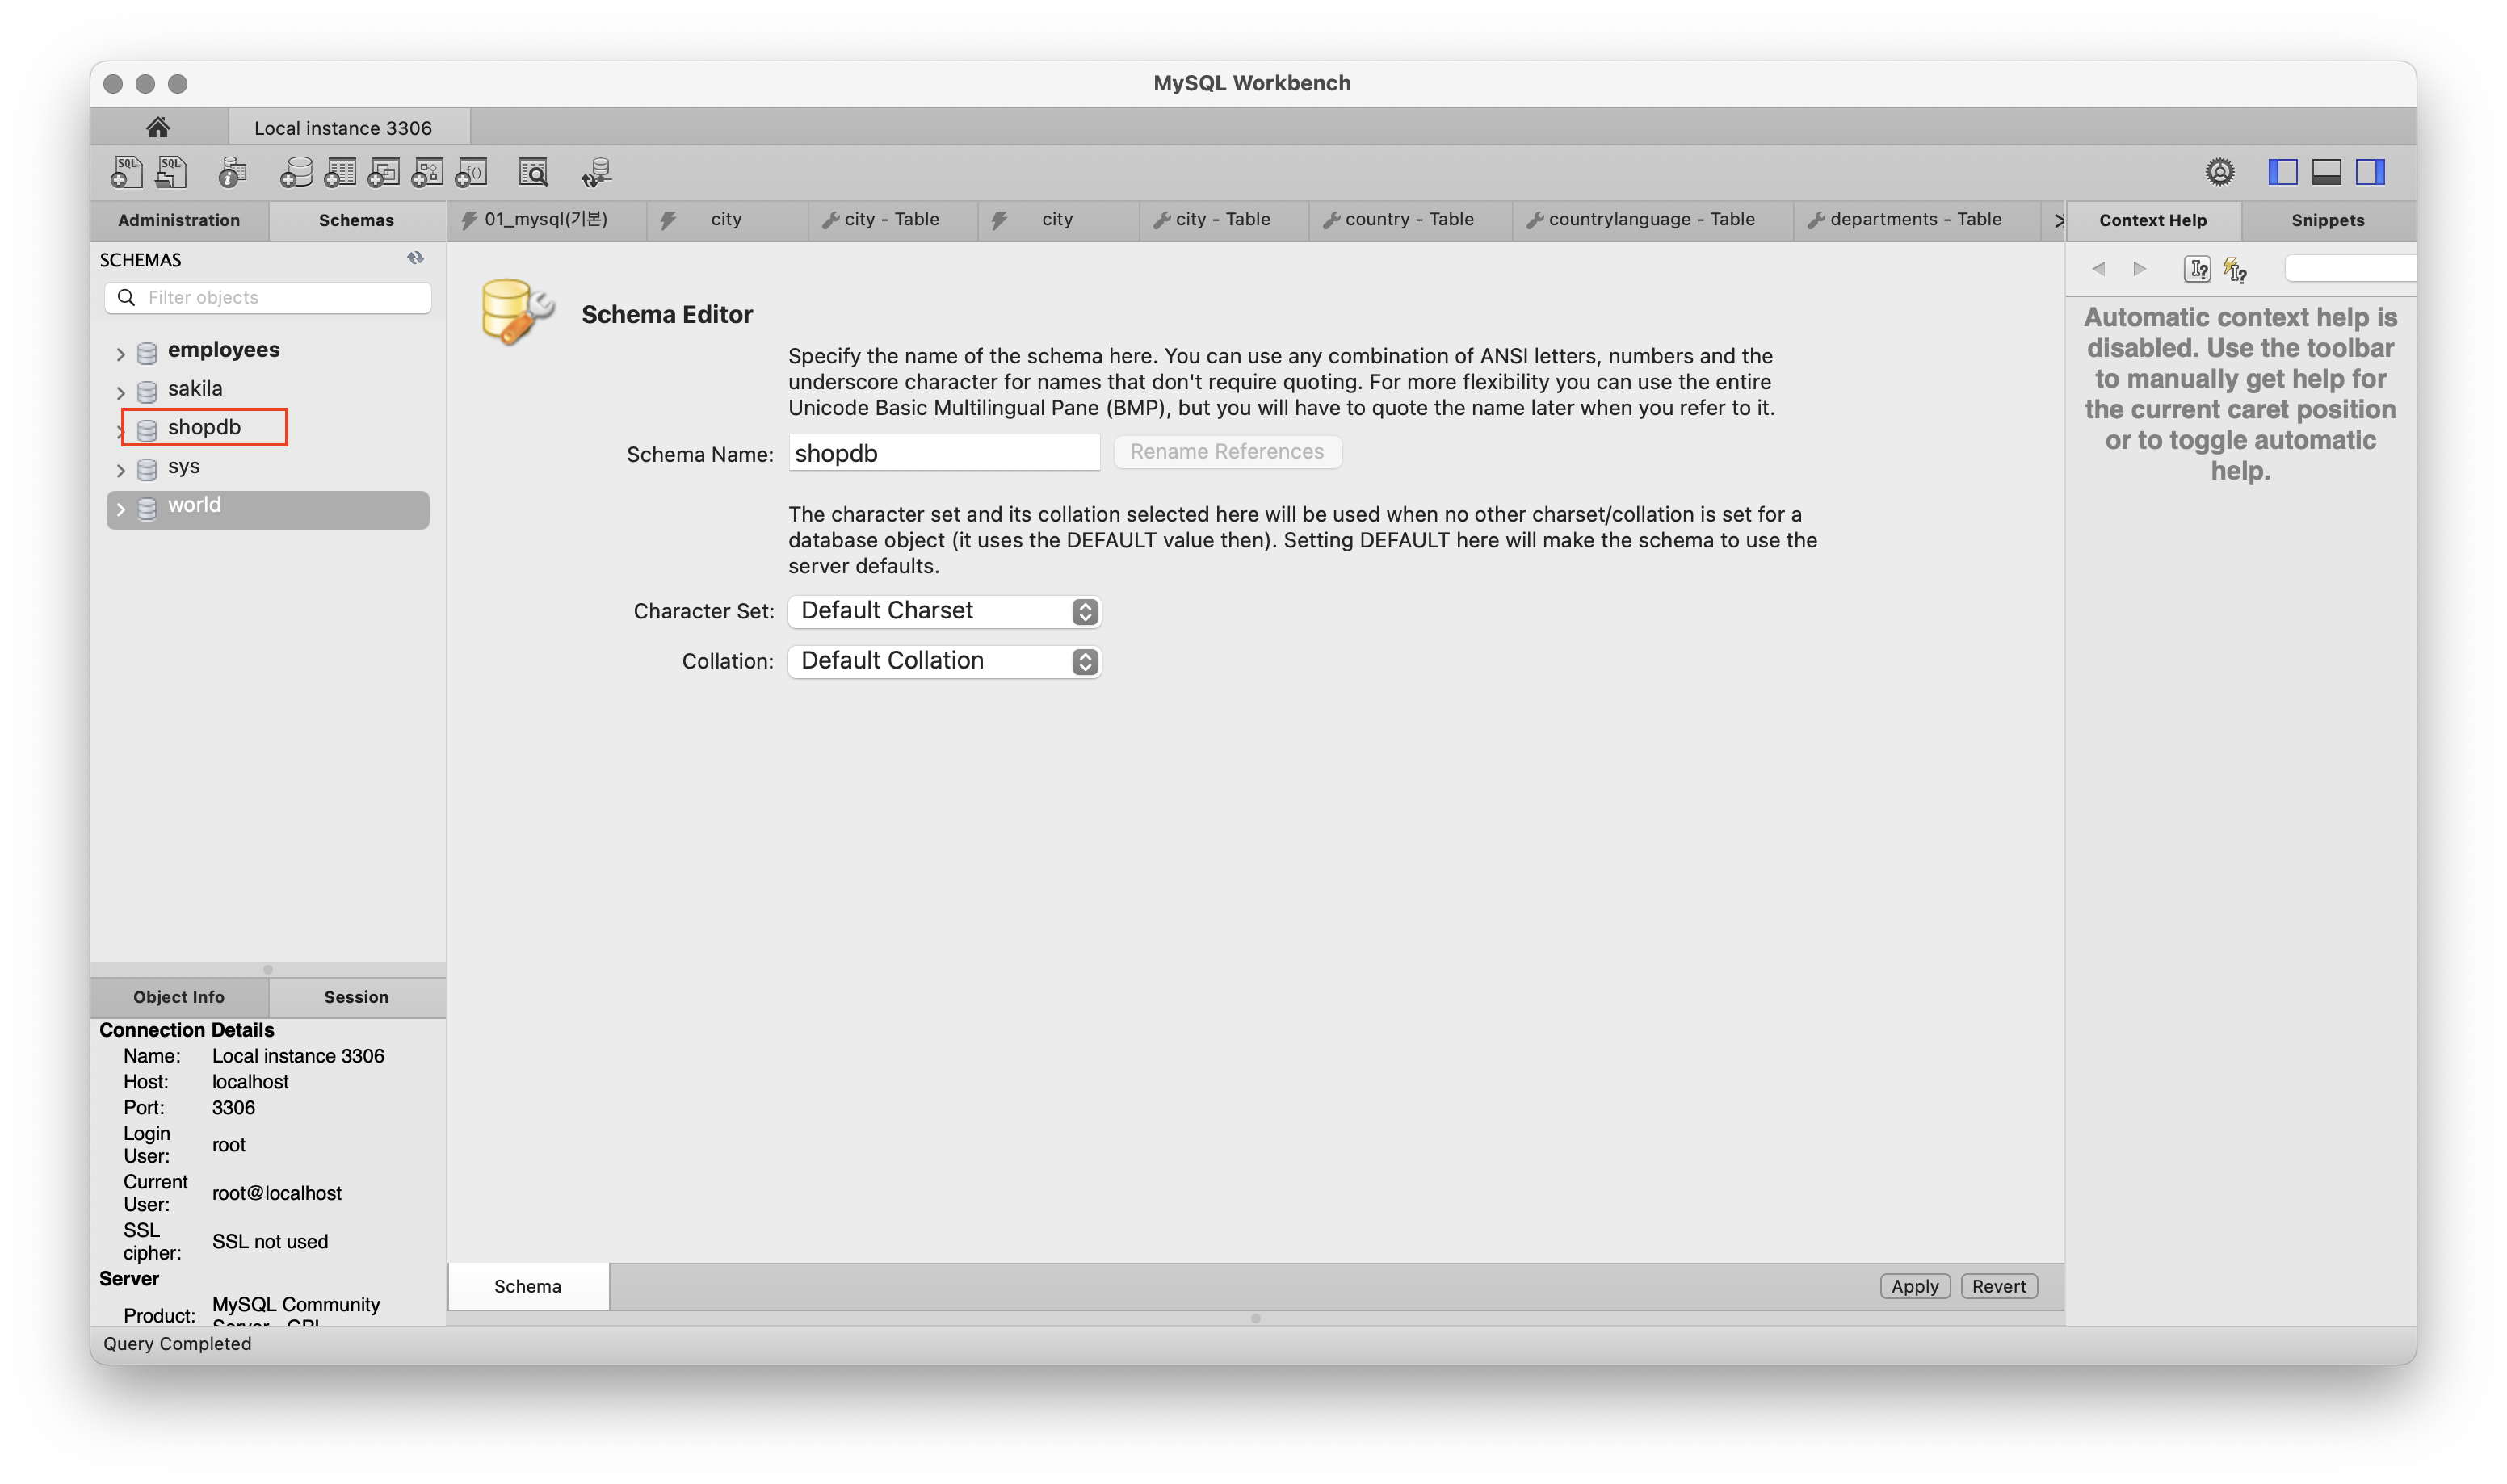 MySQL Workbench
Local instance 3306
Administration
Schemas
01_mysql(기본)
city
city - Table
city
city - Table
country - Table
countrylanguage - Table
departments - Table
Context Help
Snippets
SCHEMAS
Filter objects
employees
sakila
shopdb
sys
world
Schema Editor
Specify the name of the schema here. You can use any combination of ANSI letters, numbers and the
underscore character for names that don't require quoting. For more flexibility you can use the entire
Unicode Basic Multilingual Pane (BMP), but you will have to quote the name later when you refer to it.
Schema Name: shopdb Rename References
The character set and its collation selected here will be used when no other charset/collation is set for a
database object (it uses the DEFAULT value then). Setting DEFAULT here will make the schema to use the
server defaults.
Character Set: Default Charset
Collation: Default Collation
Automatic context help is
disabled. Use the toolbar
to manually get help for
the current caret position
or to toggle automatic
help.
Object Info
Session
Connection Details
Name: Local instance 3306
Host: localhost
Port: 3306
Login
User: root
Current
User: root@localhost
SSL
cipher: SSL not used
Server
Product: MySQL Community
Server - GPL
Schema
Apply
Revert
Query Completed